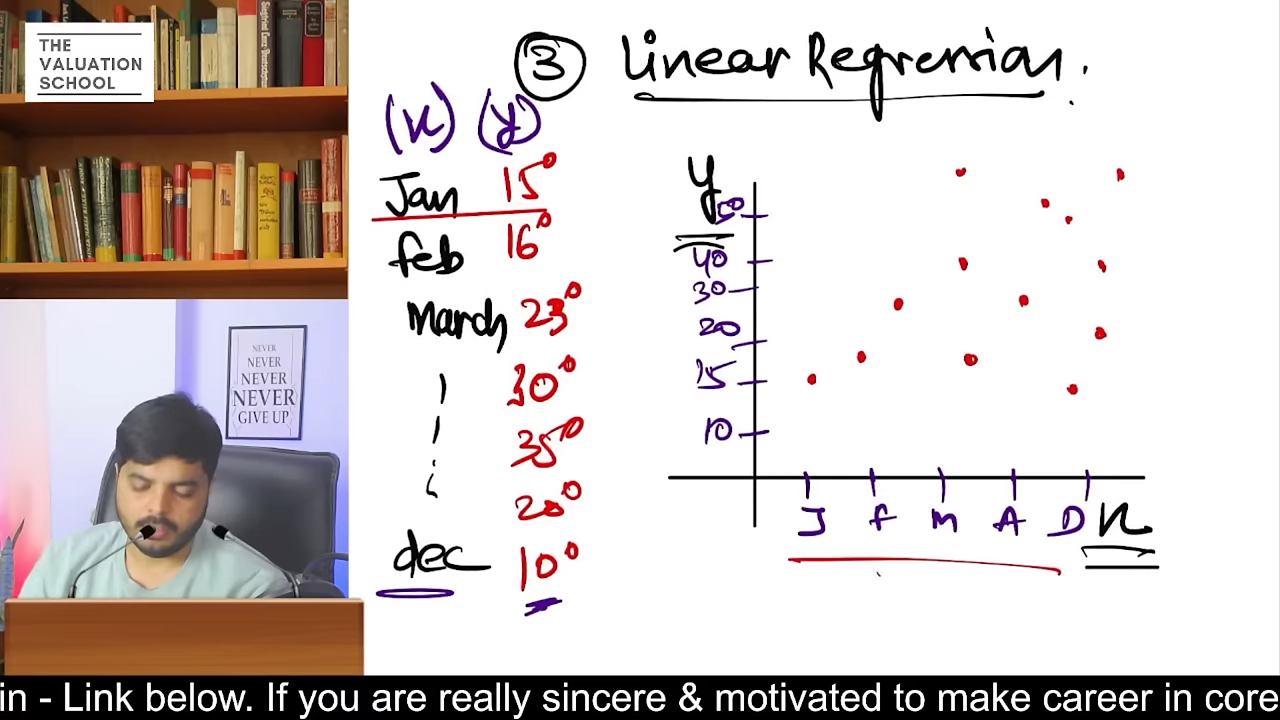 THE
VALUATION
SCHOOL
NEVER
NEVER
NEVER
NEVER
GIVE UP
③ Linear Regression.
(x) (y)
Jan 15°
feb 16°
March 23°
30°
35°
20°
dec 10°
y
50
40
30
20
15
10
J f M A D x
in - Link below. If you are really sincere & motivated to make career in core